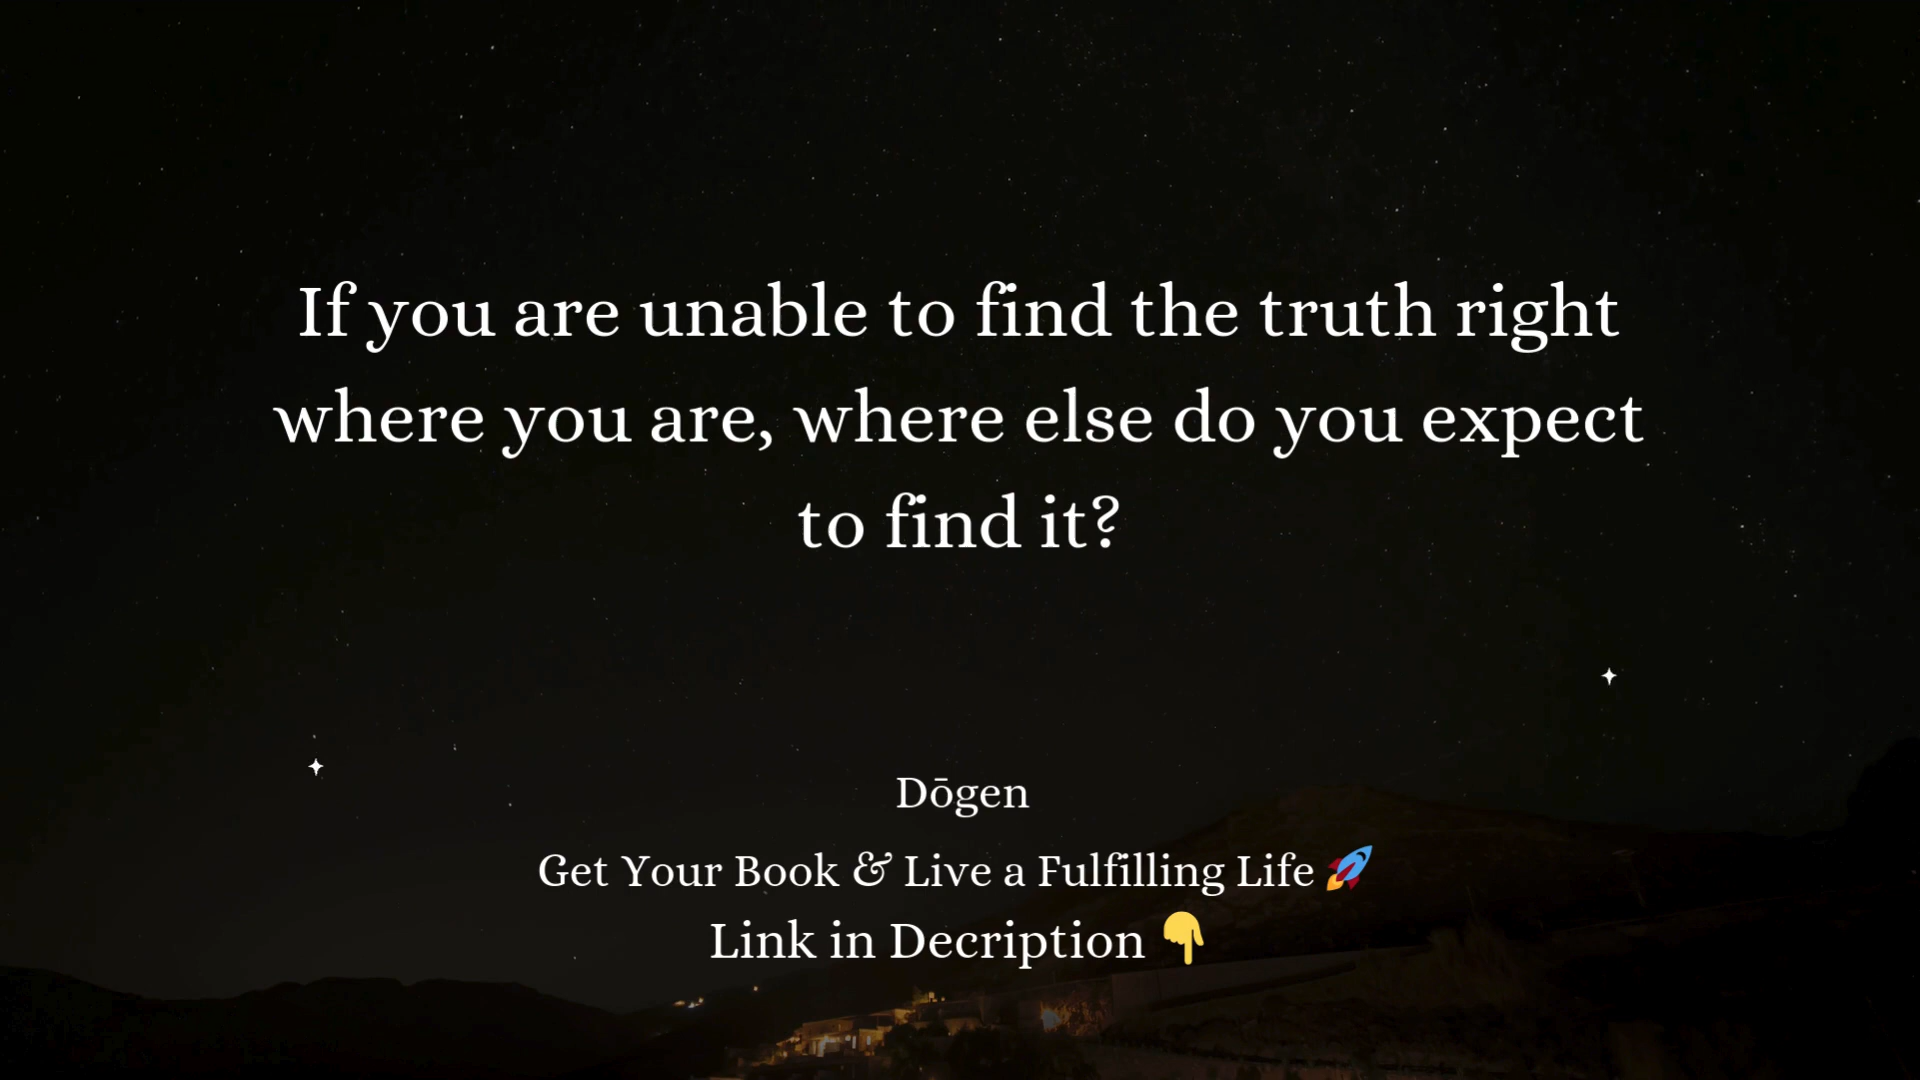 If you are unable to find the truth right
where you are, where else do you expect
to find it?
Dōgen
Get Your Book & Live a Fulfilling Life 🚀
Link in Decription 👇